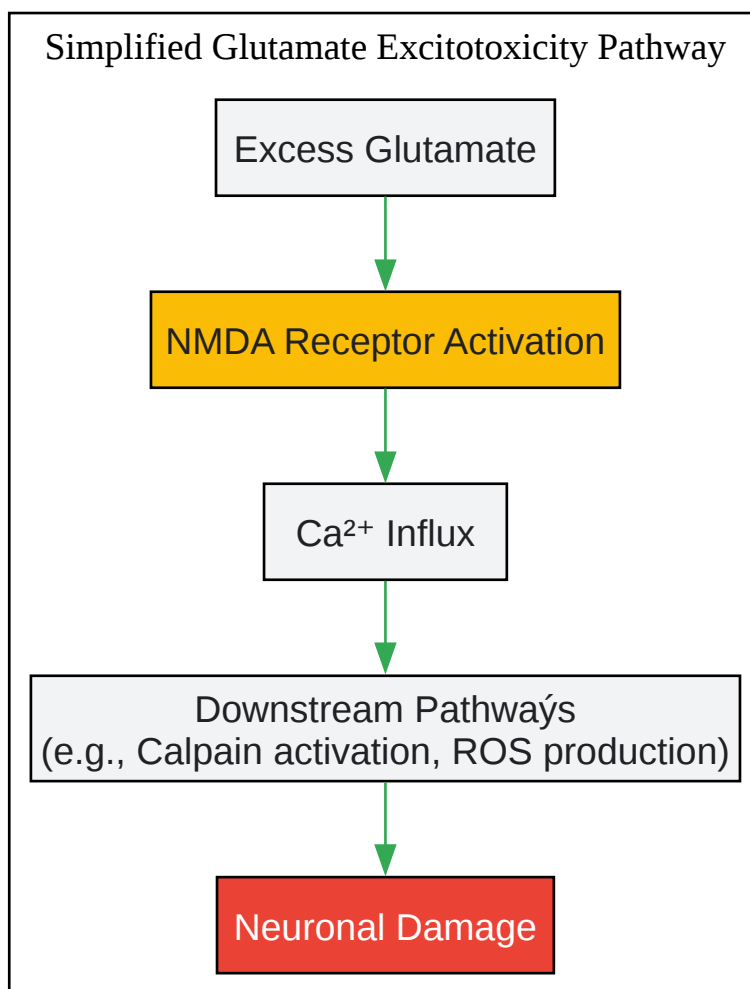 Simplified Glutamate Excitotoxicity Pathway
Excess Glutamate
NMDA Receptor Activation
Ca²⁺ Influx
Downstream Pathwaýs
(e.g., Calpain activation, ROS production)
Neuronal Damage